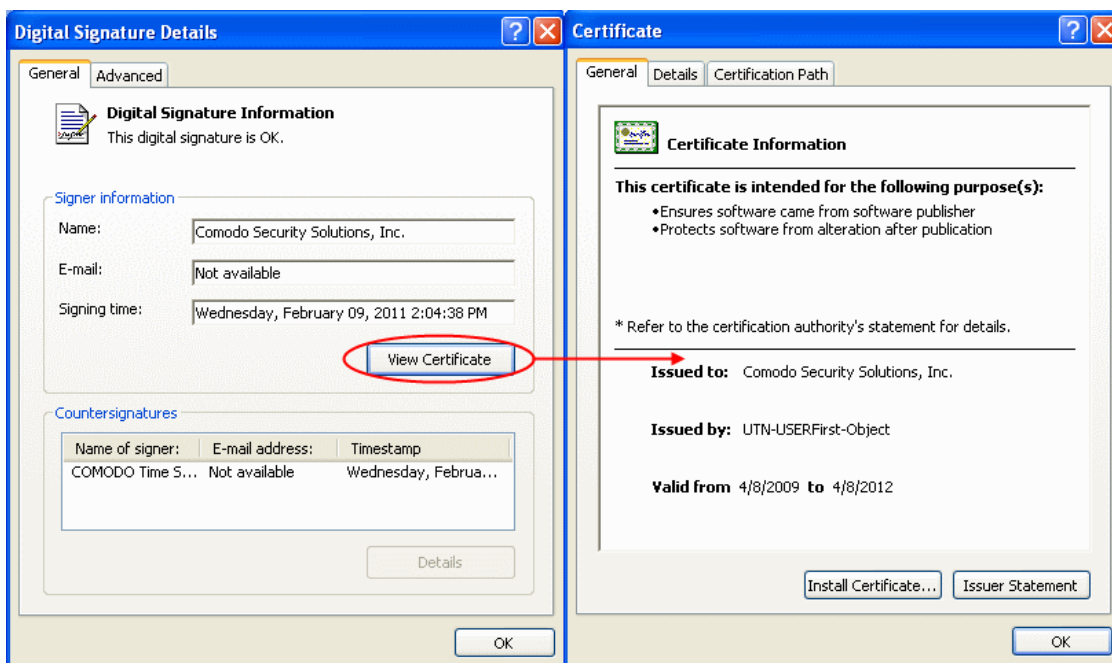 Digital Signature Details
General
Advanced
Digital Signature Information
This digital signature is OK.
Signer information
Name:
Comodo Security Solutions, Inc.
E-mail:
Not available
Signing time:
Wednesday, February 09, 2011 2:04:38 PM
View Certificate
Countersignatures
Name of signer: E-mail address: Timestamp
COMODO Time S... Not available Wednesday, Februa...
Details
OK
Certificate
General
Details
Certification Path
Certificate Information
This certificate is intended for the following purpose(s):
•Ensures software came from software publisher
•Protects software from alteration after publication
* Refer to the certification authority's statement for details.
Issued to: Comodo Security Solutions, Inc.
Issued by: UTN-USERFirst-Object
Valid from 4/8/2009 to 4/8/2012
Install Certificate...
Issuer Statement
OK